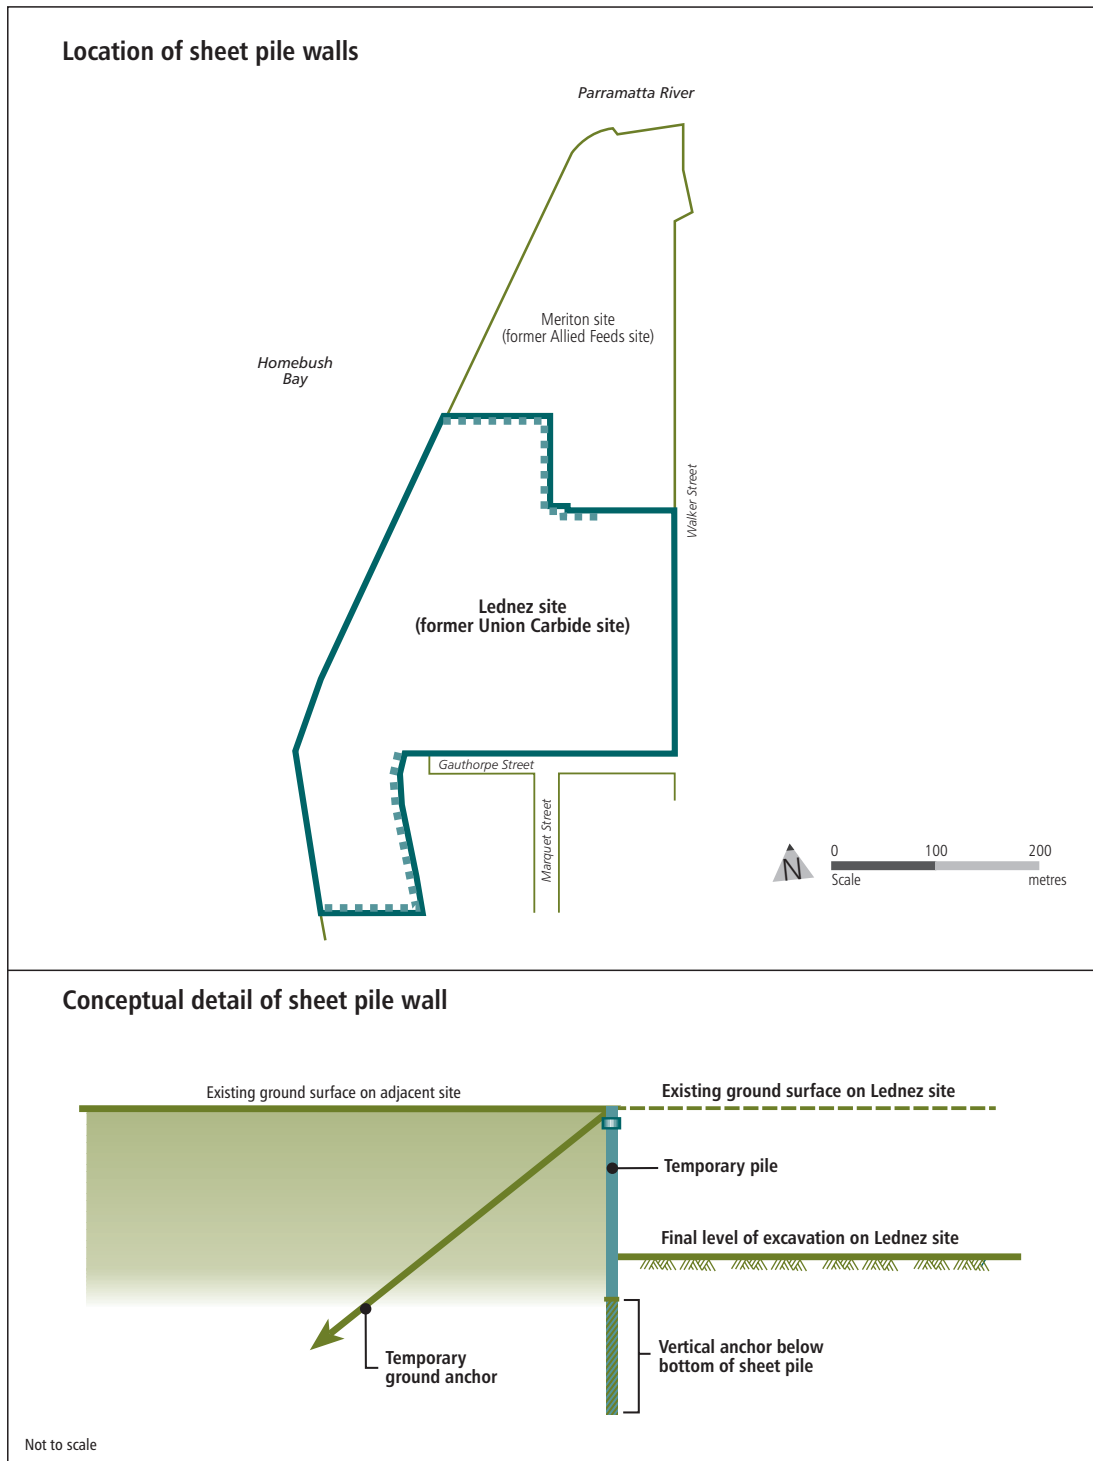 Location of sheet pile walls
Parramatta River
Meriton site
(former Allied Feeds site)
Homebush
Bay
Walker Street
Lednez site
(former Union Carbide site)
Gauthorpe Street
Marquet Street
N
0 100 200
Scale metres
Conceptual detail of sheet pile wall
Existing ground surface on adjacent site
Existing ground surface on Lednez site
Temporary pile
Final level of excavation on Lednez site
Vertical anchor below
bottom of sheet pile
Temporary
ground anchor
Not to scale